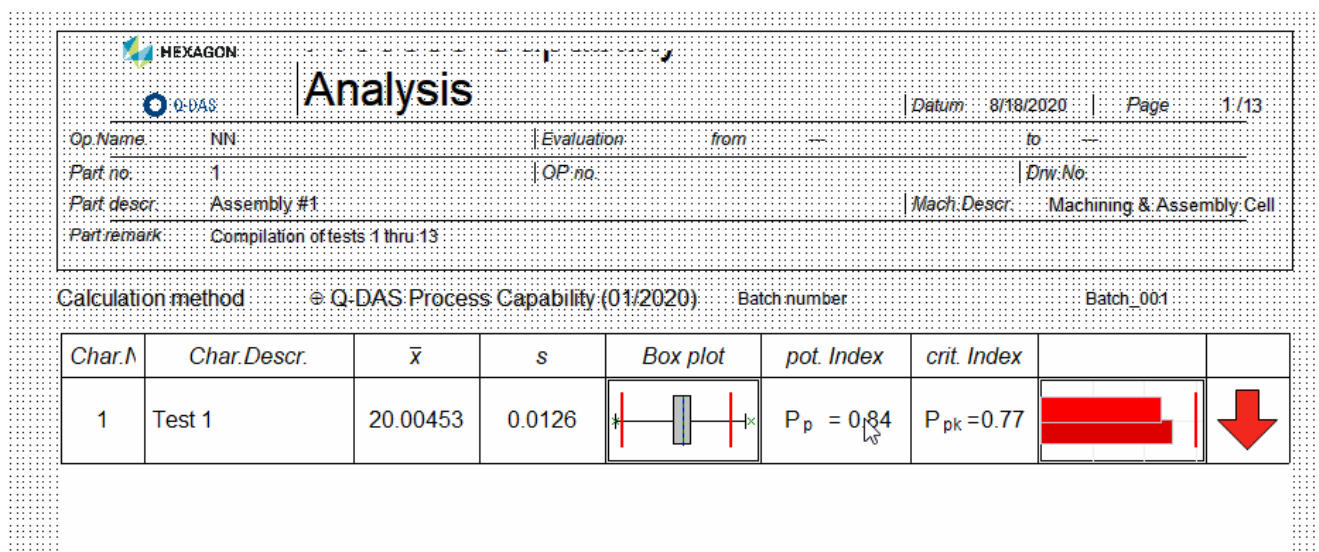 HEXAGON
Analysis
Q-DAS
Datum 8/18/2020 Page 1 /13
Op.Name. NN Evaluation from --- to ---
Part no. 1 OP no. Drw.No.
Part descr. Assembly #1 Mach.Descr. Machining & Assembly Cell
Part remark Compilation of tests 1 thru 13
Calculation method Q-DAS Process Capability (01/2020) Batch number Batch_001
Char.N Char.Descr. x̅ s Box plot pot. Index crit. Index
1 Test 1 20.00453 0.0126 Pp = 0.84 Ppk =0.77